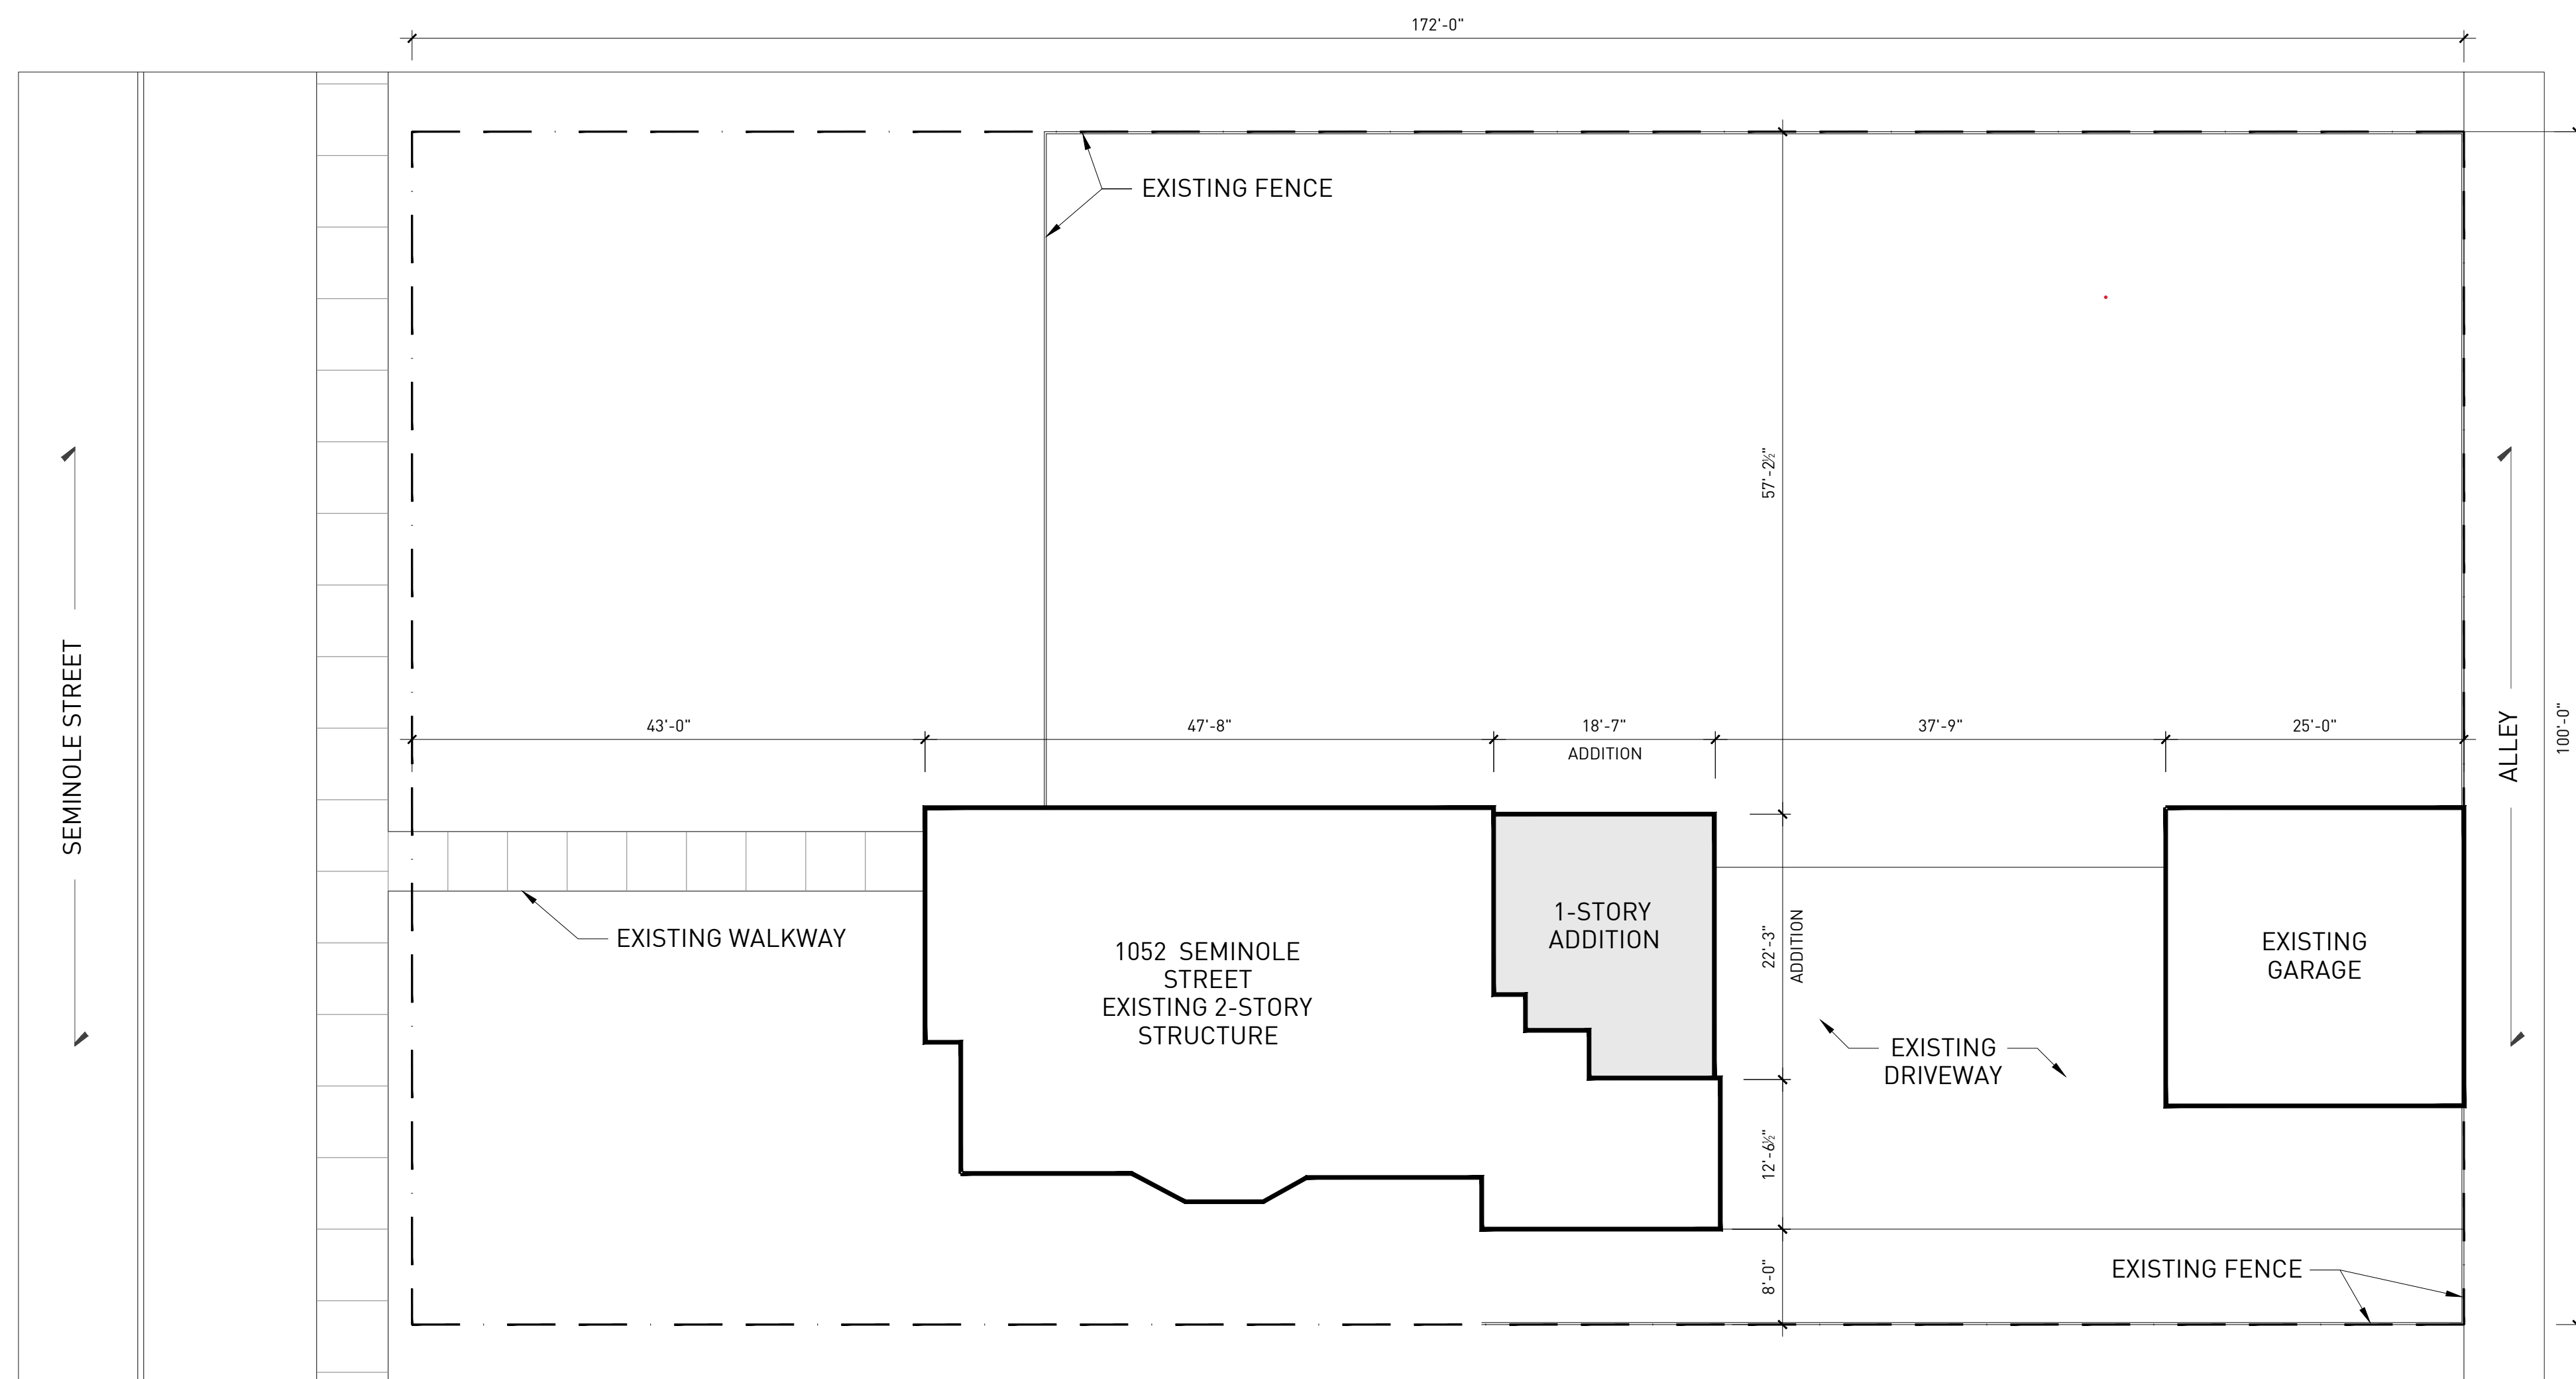 172'-0"
EXISTING FENCE
57'-2½"
SEMINOLE STREET
ALLEY
100'-0"
43'-0"
47'-8"
18'-7"
ADDITION
37'-9"
25'-0"
1-STORY
ADDITION
22'-3"
ADDITION
EXISTING WALKWAY
1052 SEMINOLE
STREET
EXISTING 2-STORY
STRUCTURE
EXISTING
GARAGE
EXISTING
DRIVEWAY
12'-6½"
8'-0"
EXISTING FENCE